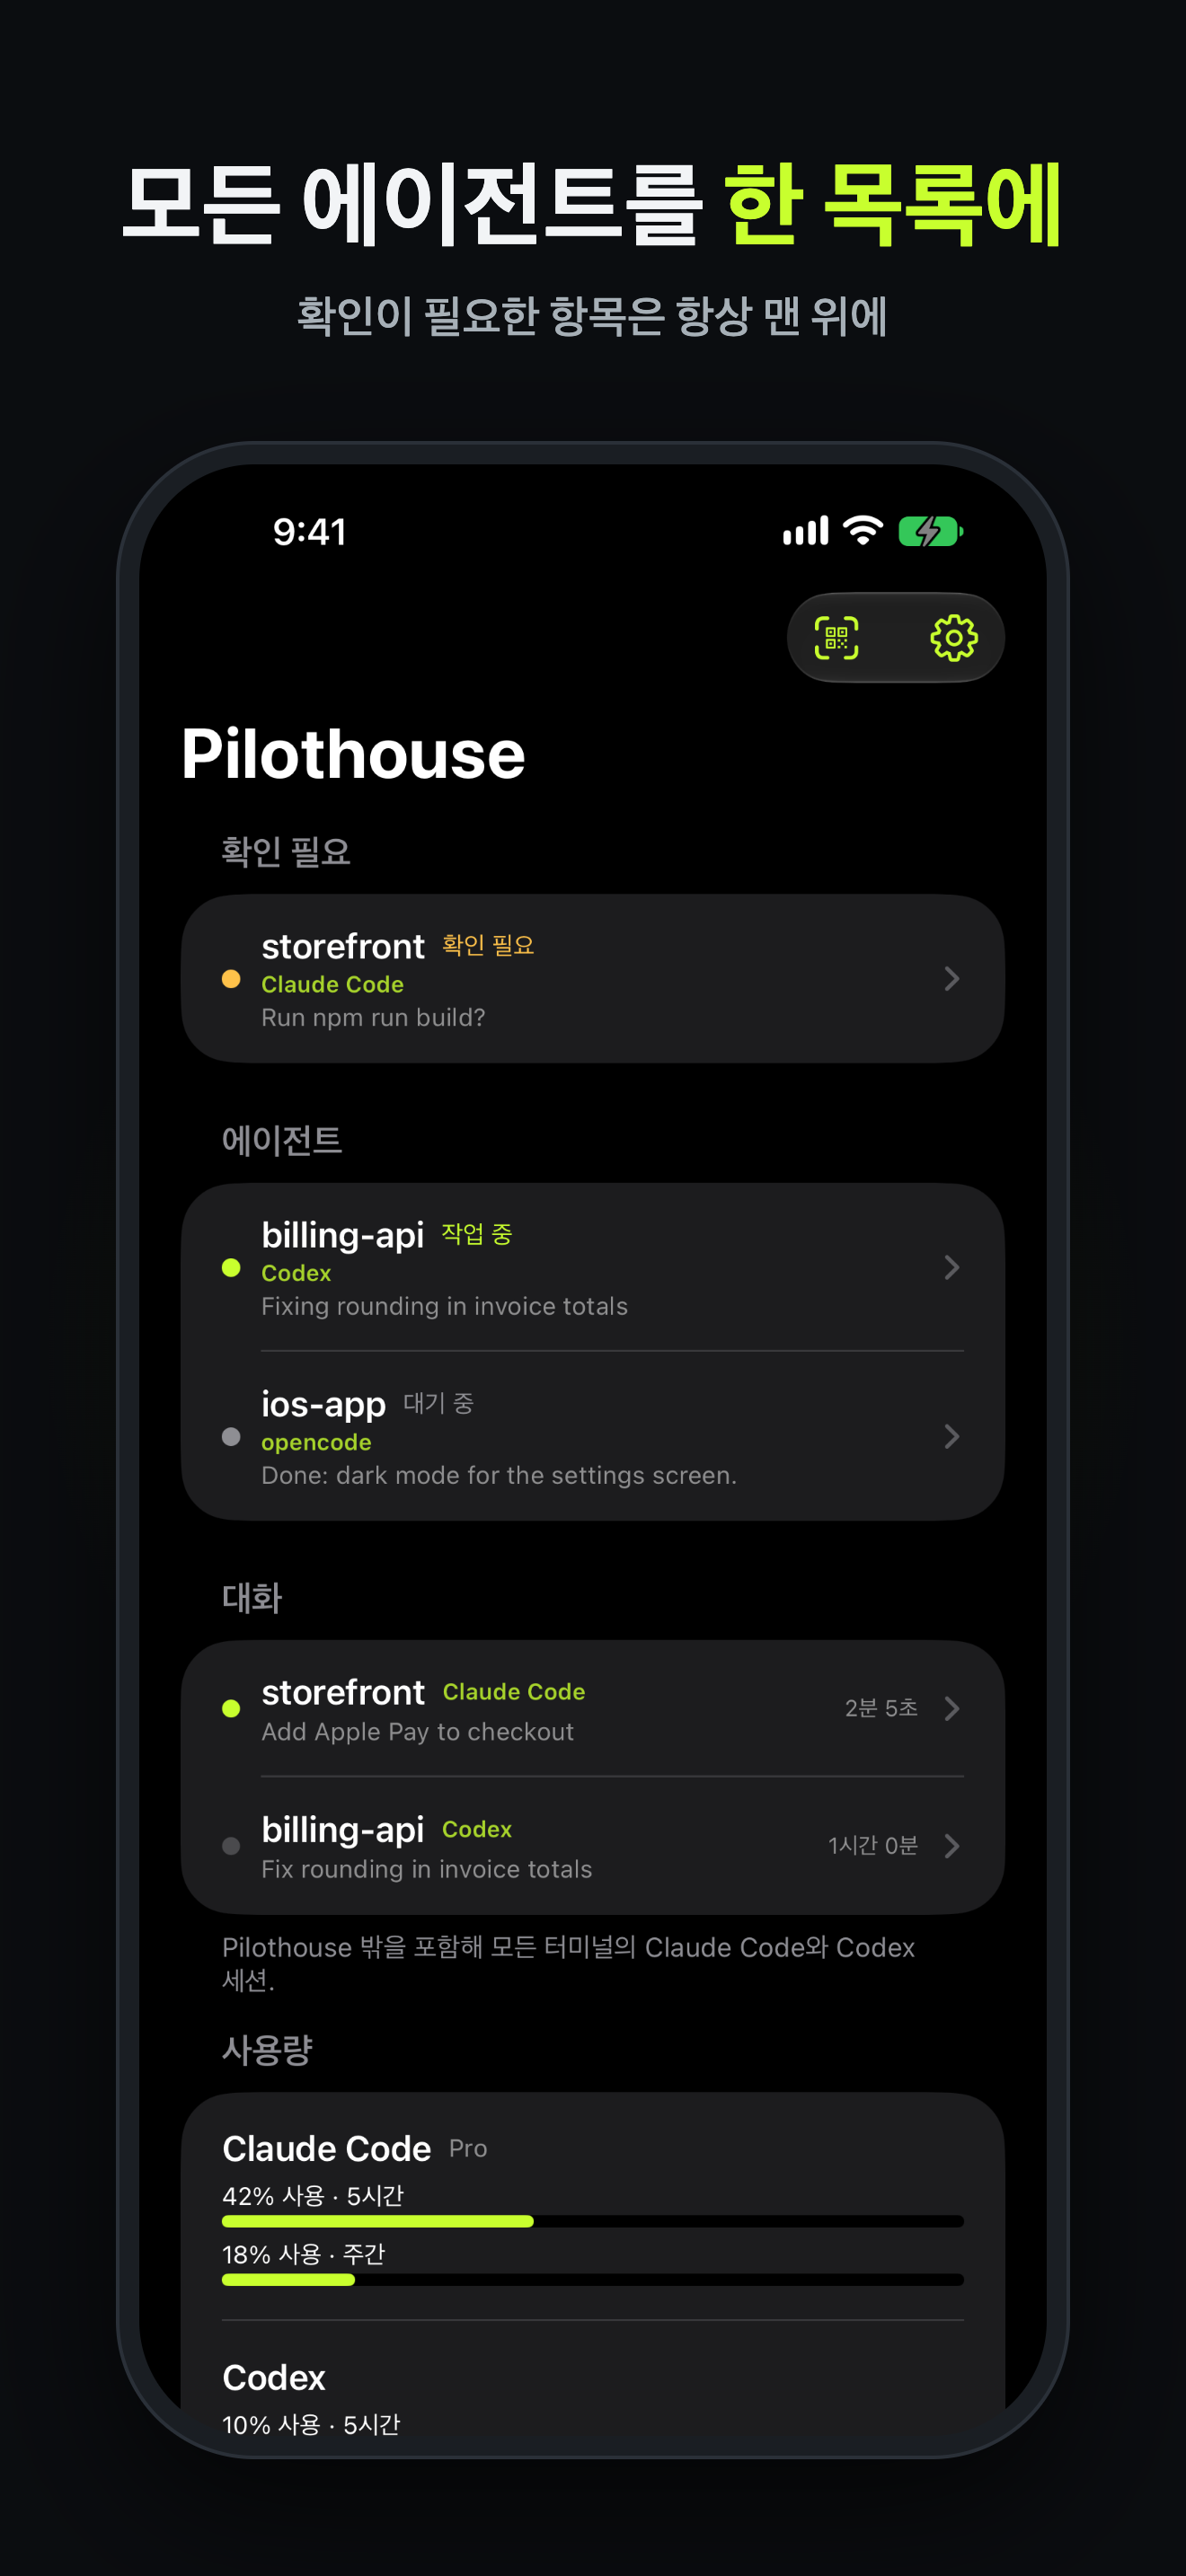 모든 에이전트를 한 목록에
확인이 필요한 항목은 항상 맨 위에
9:41
Pilothouse
확인 필요
storefront 확인 필요
Claude Code
Run npm run build?
에이전트
billing-api 작업 중
Codex
Fixing rounding in invoice totals
ios-app 대기 중
opencode
Done: dark mode for the settings screen.
대화
storefront Claude Code
2분 5초
Add Apple Pay to checkout
billing-api Codex
1시간 0분
Fix rounding in invoice totals
Pilothouse 밖을 포함해 모든 터미널의 Claude Code와 Codex
세션.
사용량
Claude Code Pro
42% 사용 · 5시간
18% 사용 · 주간
Codex
10% 사용 · 5시간